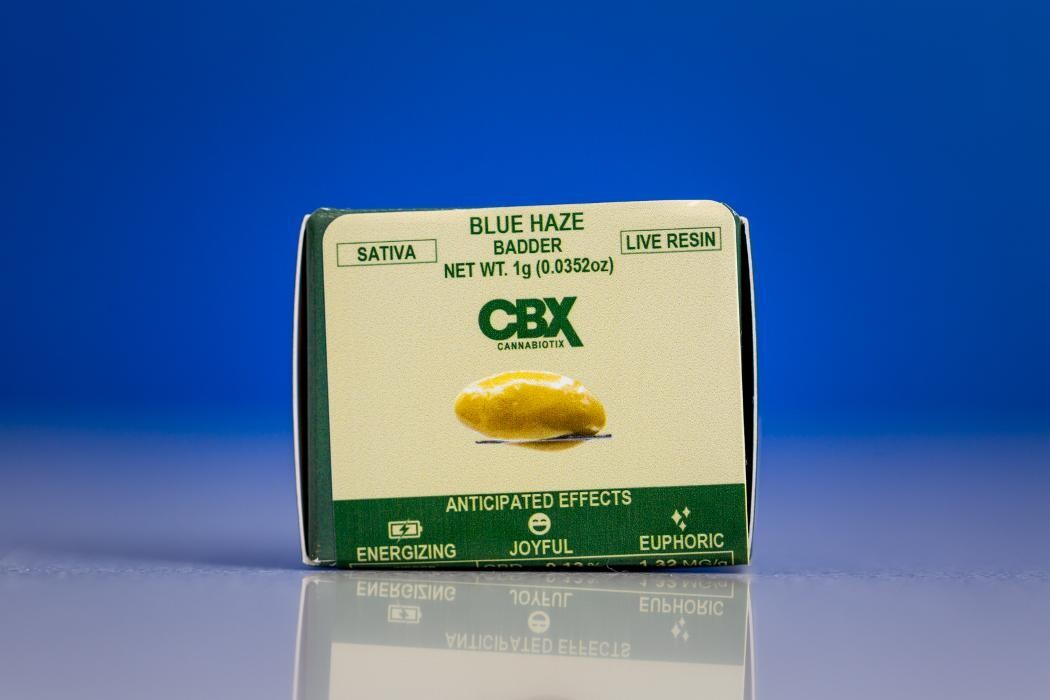 BLUE HAZE
SATIVA
BADDER
LIVE RESIN
NET WT. 1g (0.0352oz)
CBX
CANNABIOTIX
ANTICIPATED EFFECTS
ENERGIZING
JOYFUL
EUPHORIC